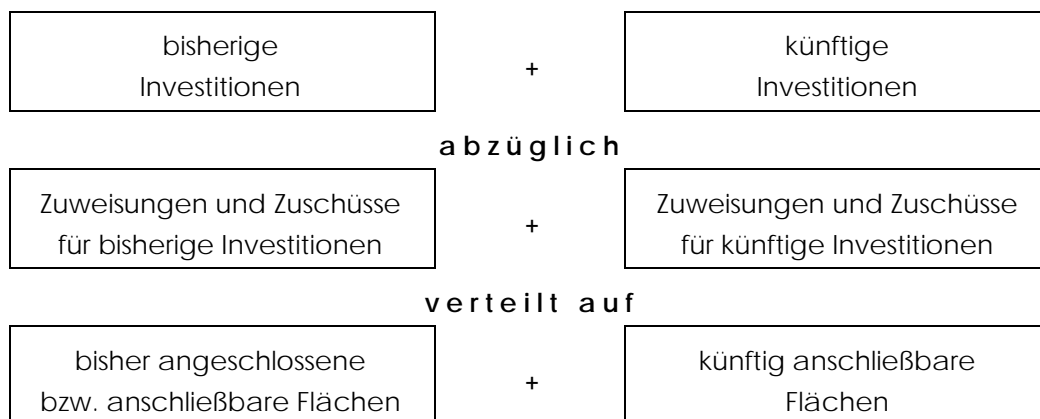 bisherige
Investitionen
+
künftige
Investitionen
abzüglich
Zuweisungen und Zuschüsse
für bisherige Investitionen
+
Zuweisungen und Zuschüsse
für künftige Investitionen
verteilt auf
bisher angeschlossene
bzw. anschließbare Flächen
+
künftig anschließbare
Flächen